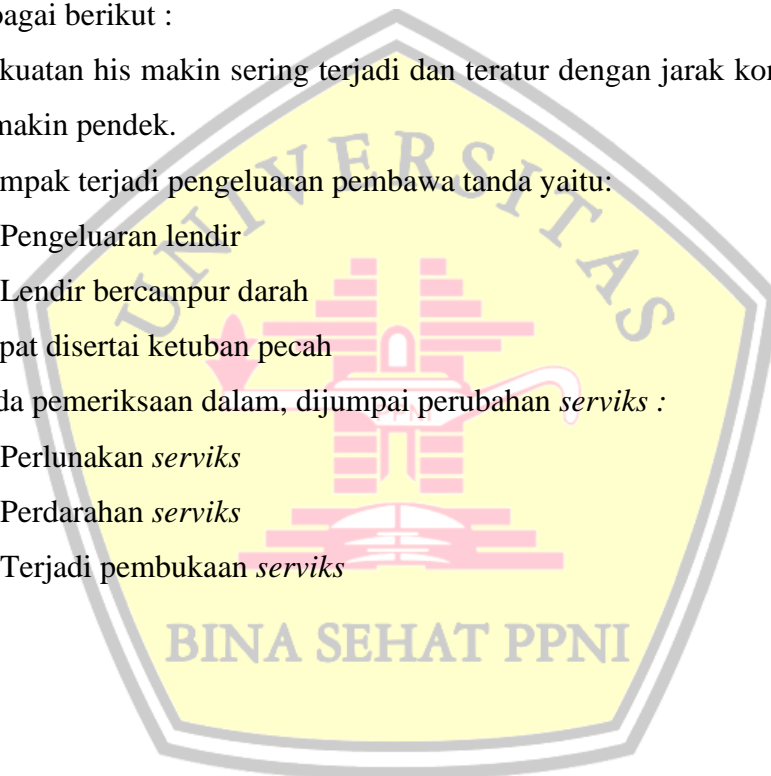 bagai berikut :
kuatan his makin sering terjadi dan teratur dengan jarak kon
makin pendek.
mpak terjadi pengeluaran pembawa tanda yaitu:
Pengeluaran lendir
Lendir bercampur darah
pat disertai ketuban pecah
da pemeriksaan dalam, dijumpai perubahan serviks :
Perlunakan serviks
Perdarahan serviks
Terjadi pembukaan serviks
UNIVERSITAS
PPNI
BINA SEHAT PPNI